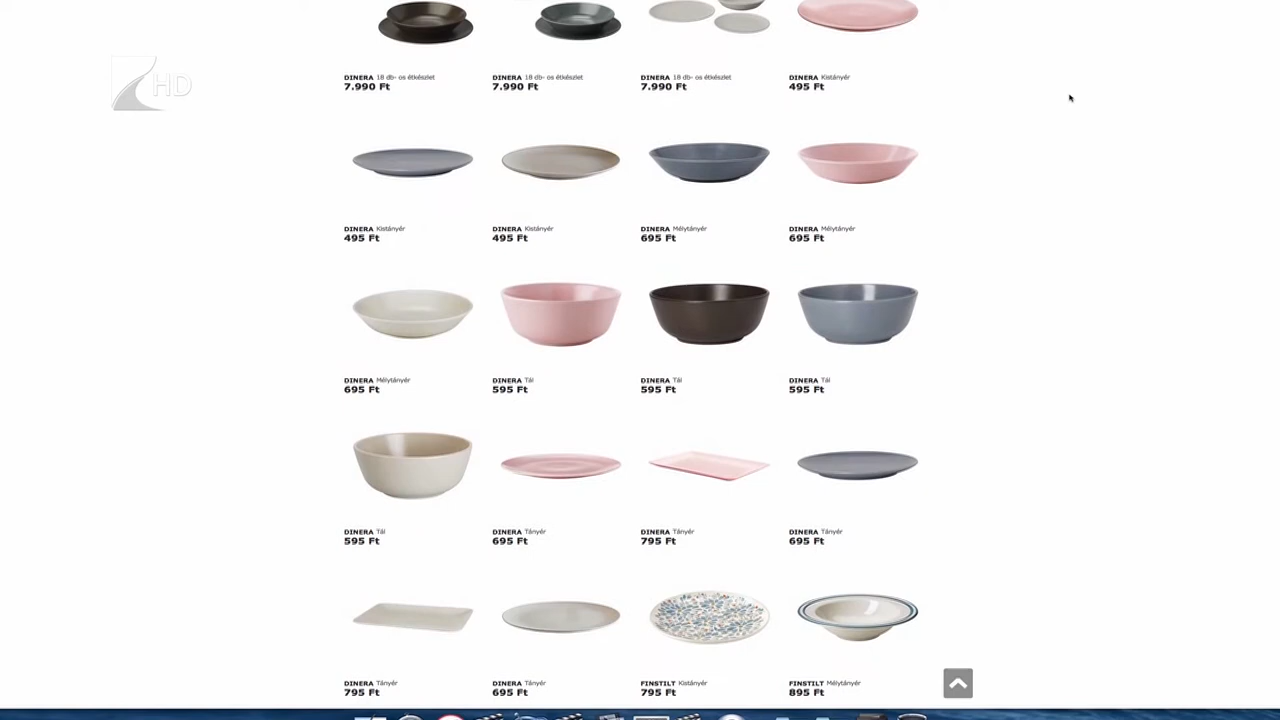 HD
DINERA 18 db- os étkészlet
7.990 Ft
DINERA 18 db- os étkészlet
7.990 Ft
DINERA 18 db- os étkészlet
7.990 Ft
DINERA Kistányér
495 Ft
DINERA Kistányér
495 Ft
DINERA Kistányér
495 Ft
DINERA Mélytányér
695 Ft
DINERA Mélytányér
695 Ft
DINERA Mélytányér
695 Ft
DINERA Tál
595 Ft
DINERA Tál
595 Ft
DINERA Tál
595 Ft
DINERA Tál
595 Ft
DINERA Tányér
695 Ft
DINERA Tányér
795 Ft
DINERA Tányér
695 Ft
DINERA Tányér
795 Ft
DINERA Tányér
695 Ft
FINSTILT Kistányér
795 Ft
FINSTILT Mélytányér
895 Ft